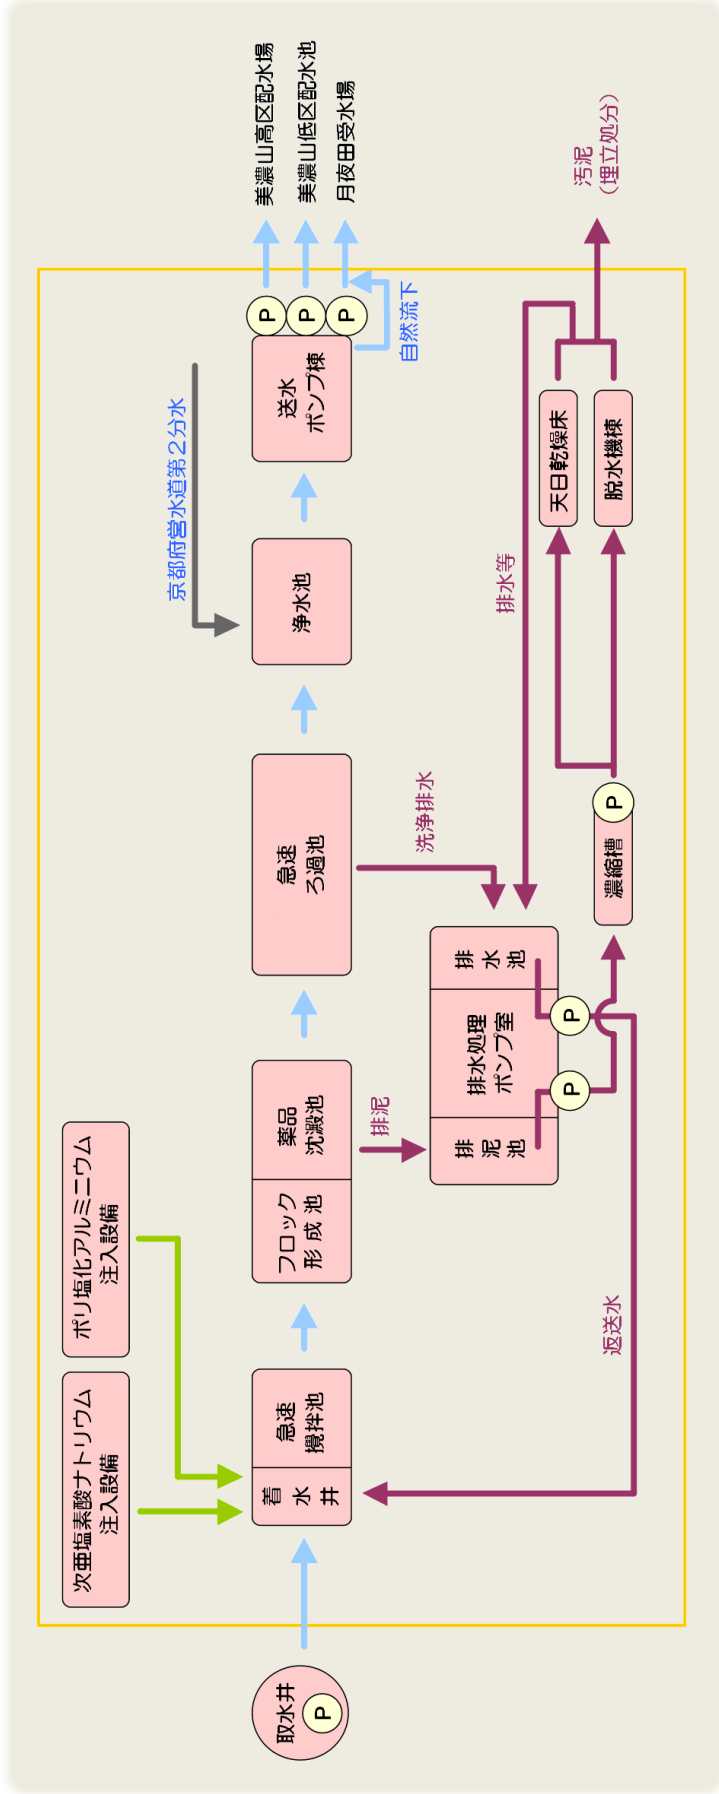 取水井
P
次亜塩素酸ナトリウム
注入設備
ポリ塩化アルミニウム
注入設備
着水井
急速
攪拌池
フロック
形成池
薬品
沈澱池
急速
ろ過池
浄水池
京都府営水道第2分水
送水
ポンプ棟
P
P
P
自然流下
美濃山高区配水場
美濃山低区配水池
月夜田受水場
排泥
洗浄排水
排水等
排泥池
排水処理
ポンプ室
排水池
P
P
返送水
濃縮槽
P
天日乾燥床
脱水機棟
汚泥
(埋立処分)